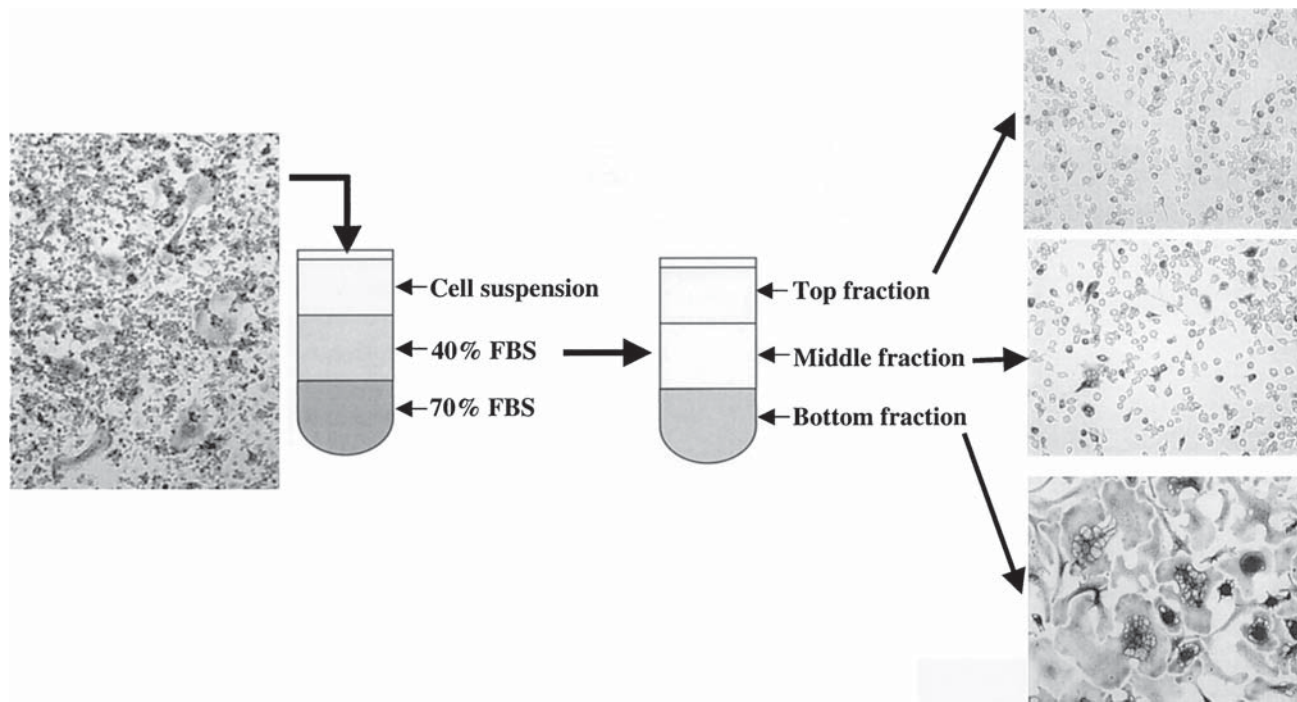 Cell suspension
40% FBS
70% FBS
Top fraction
Middle fraction
Bottom fraction